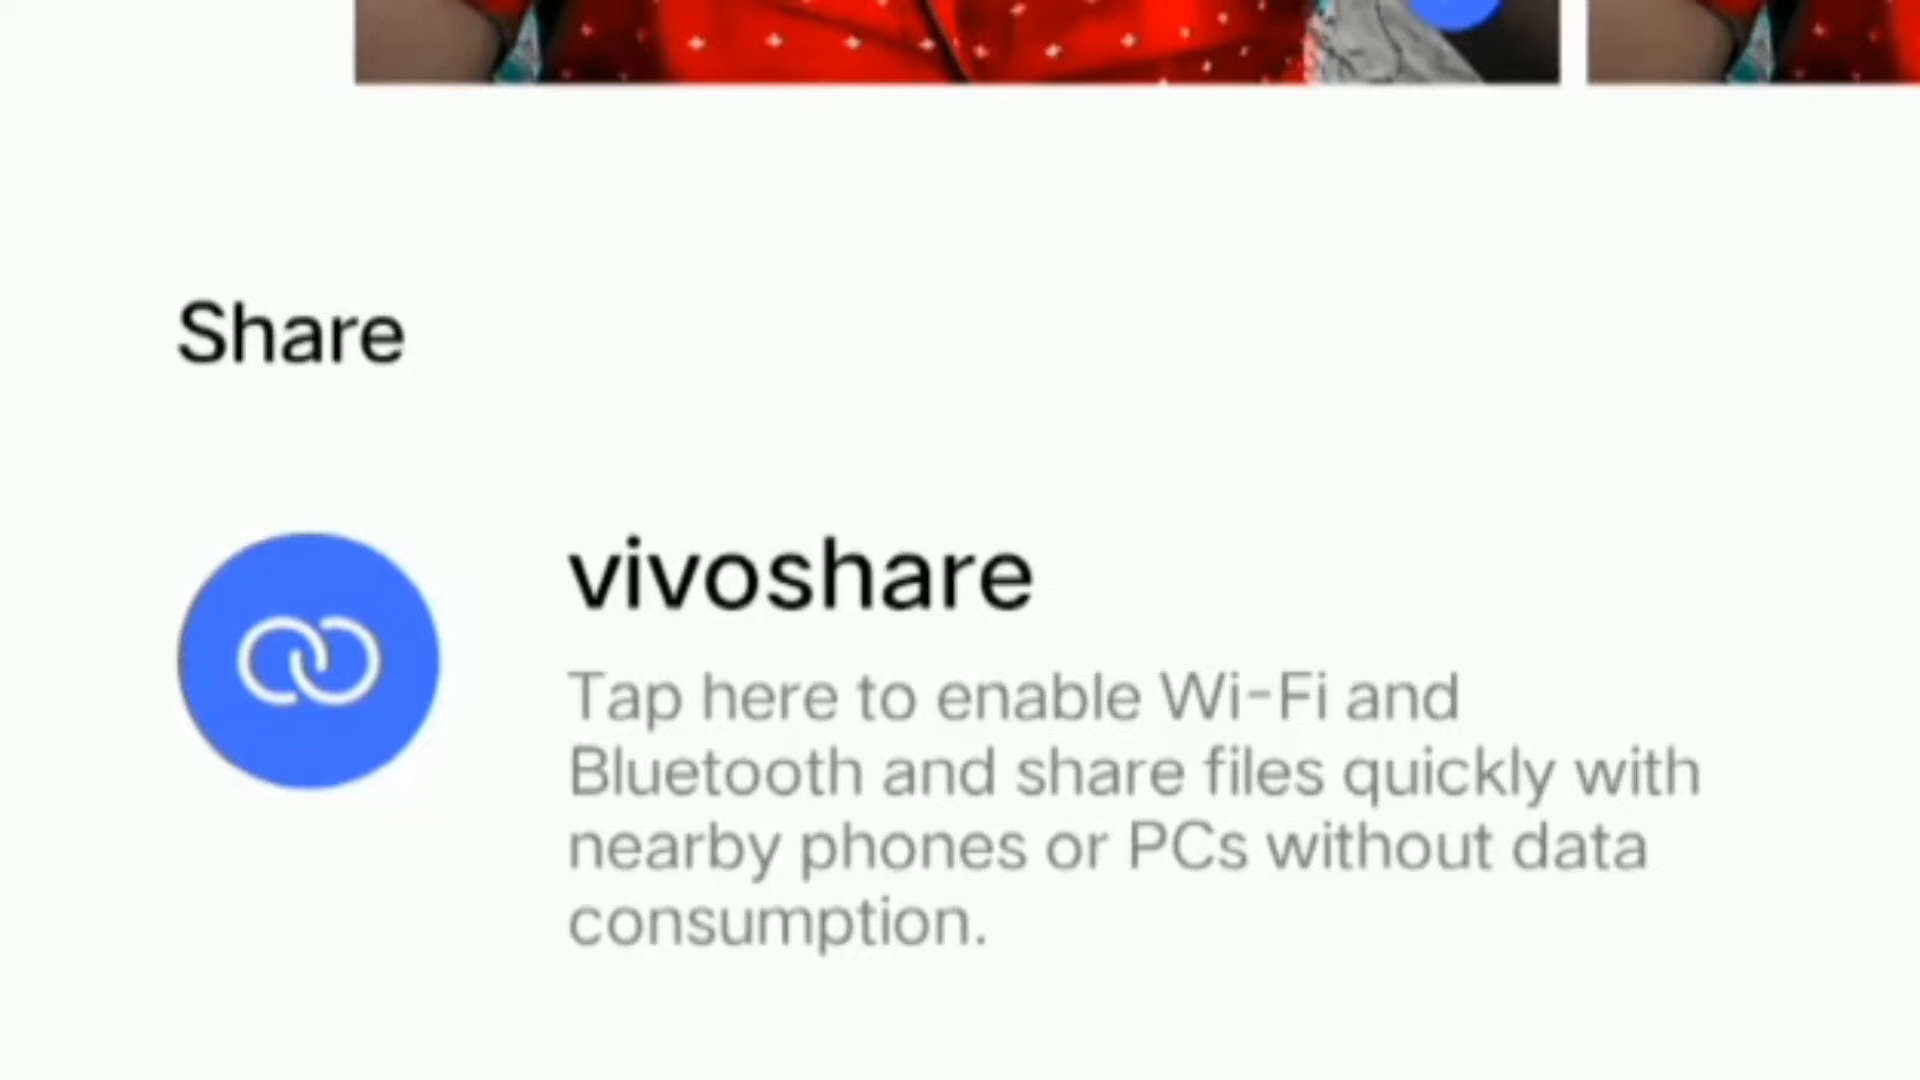 Share
vivoshare
Tap here to enable Wi-Fi and
Bluetooth and share files quickly with
nearby phones or PCs without data
consumption.